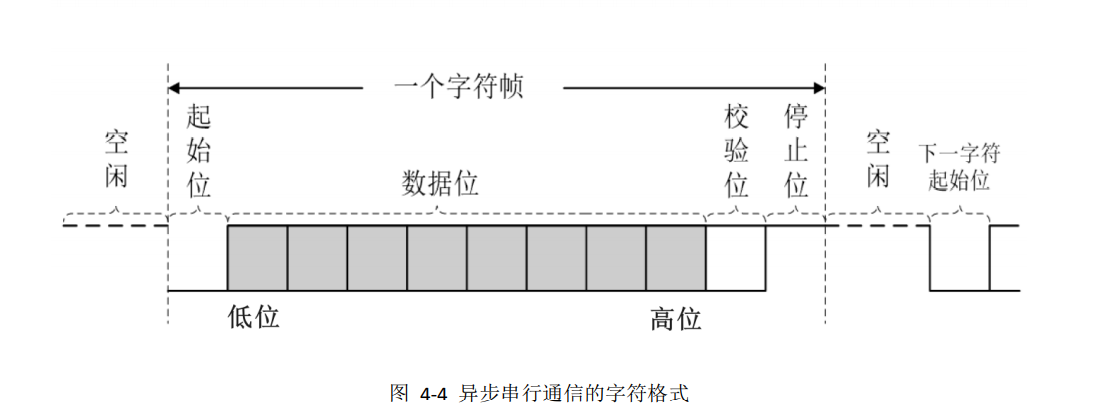 一个字符帧
空闲
起始位
数据位
校验位
停止位
空闲
下一字符
起始位
低位
高位
图 4-4 异步串行通信的字符格式